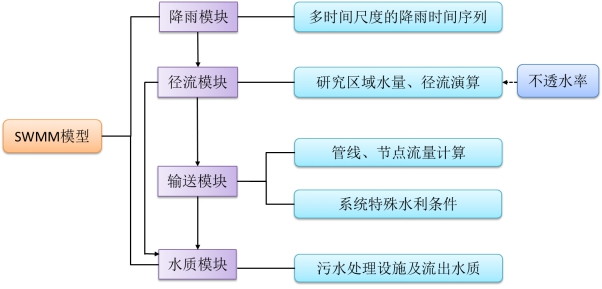 降雨模块
多时间尺度的降雨时间序列
径流模块
研究区域水量、径流演算
不透水率
SWMM模型
管线、节点流量计算
输送模块
系统特殊水利条件
水质模块
污水处理设施及流出水质